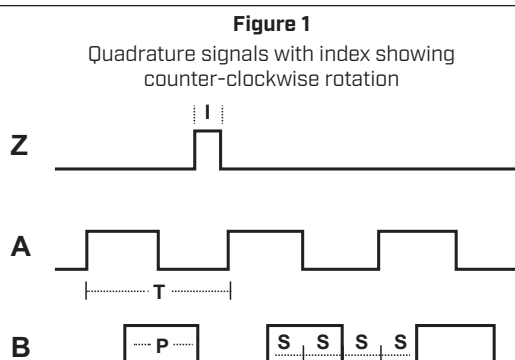 Figure 1
Quadrature signals with index showing
counter-clockwise rotation
I
Z
A
T
B
P
S S S S